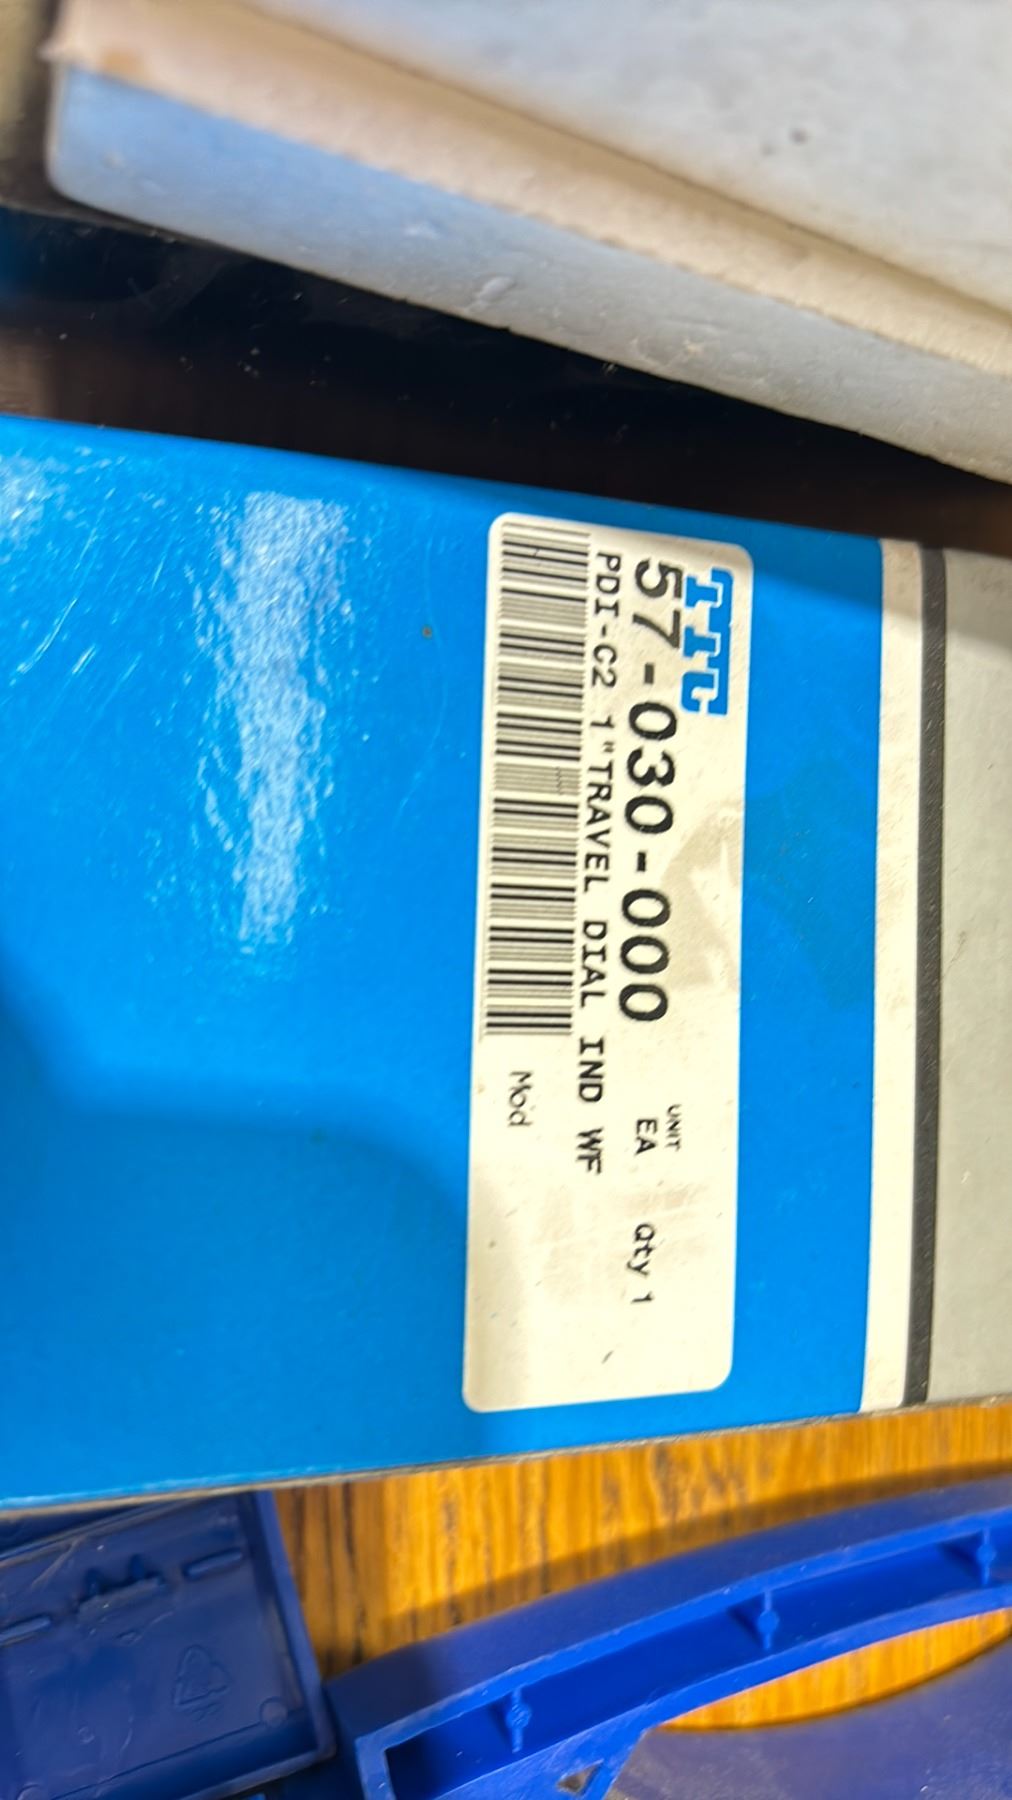 TTC
57-030-000
UNIT
EA Qty 1
PDI-C2 1"TRAVEL DIAL IND WF
Mod